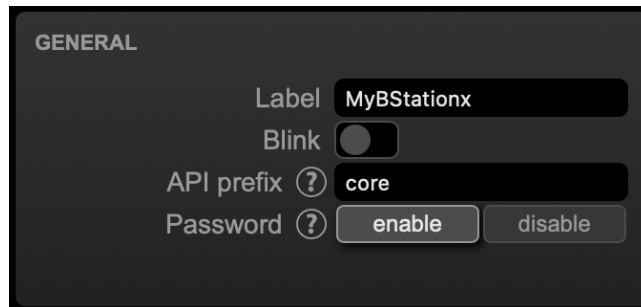 GENERAL
Label MyBStationx
Blink
API prefix ? core
Password ? enable disable